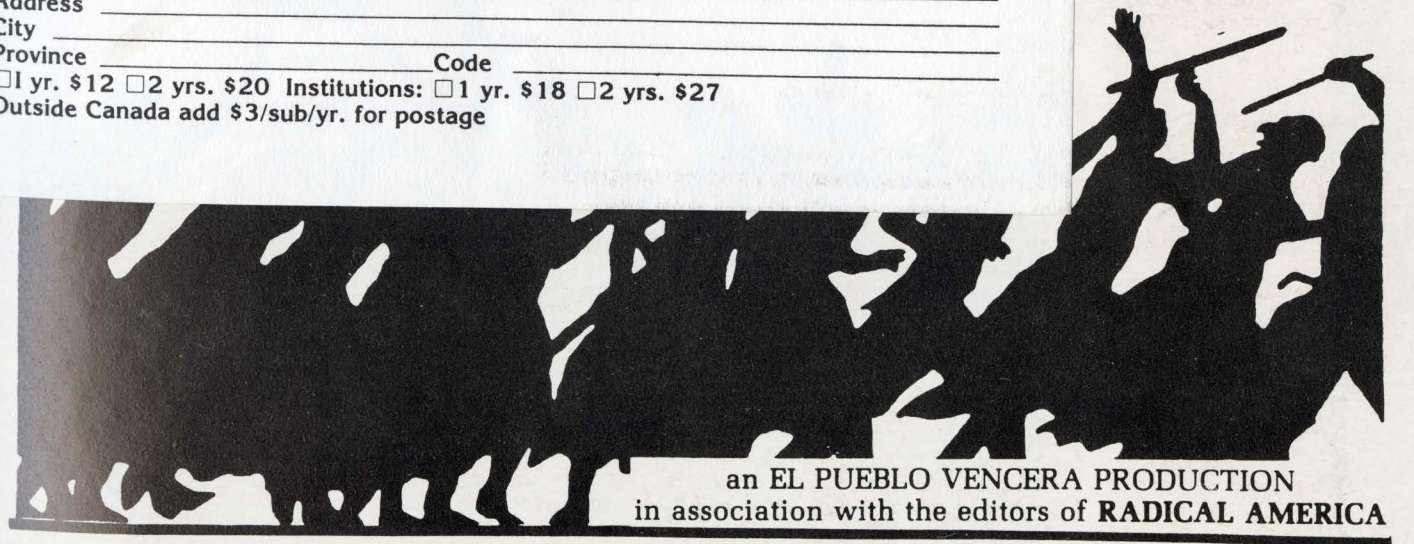 Address
City
Province Code
□1 yr. $12 □2 yrs. $20 Institutions: □1 yr. $18 □2 yrs. $27
Outside Canada add $3/sub/yr. for postage
an EL PUEBLO VENCERA PRODUCTION
in association with the editors of RADICAL AMERICA